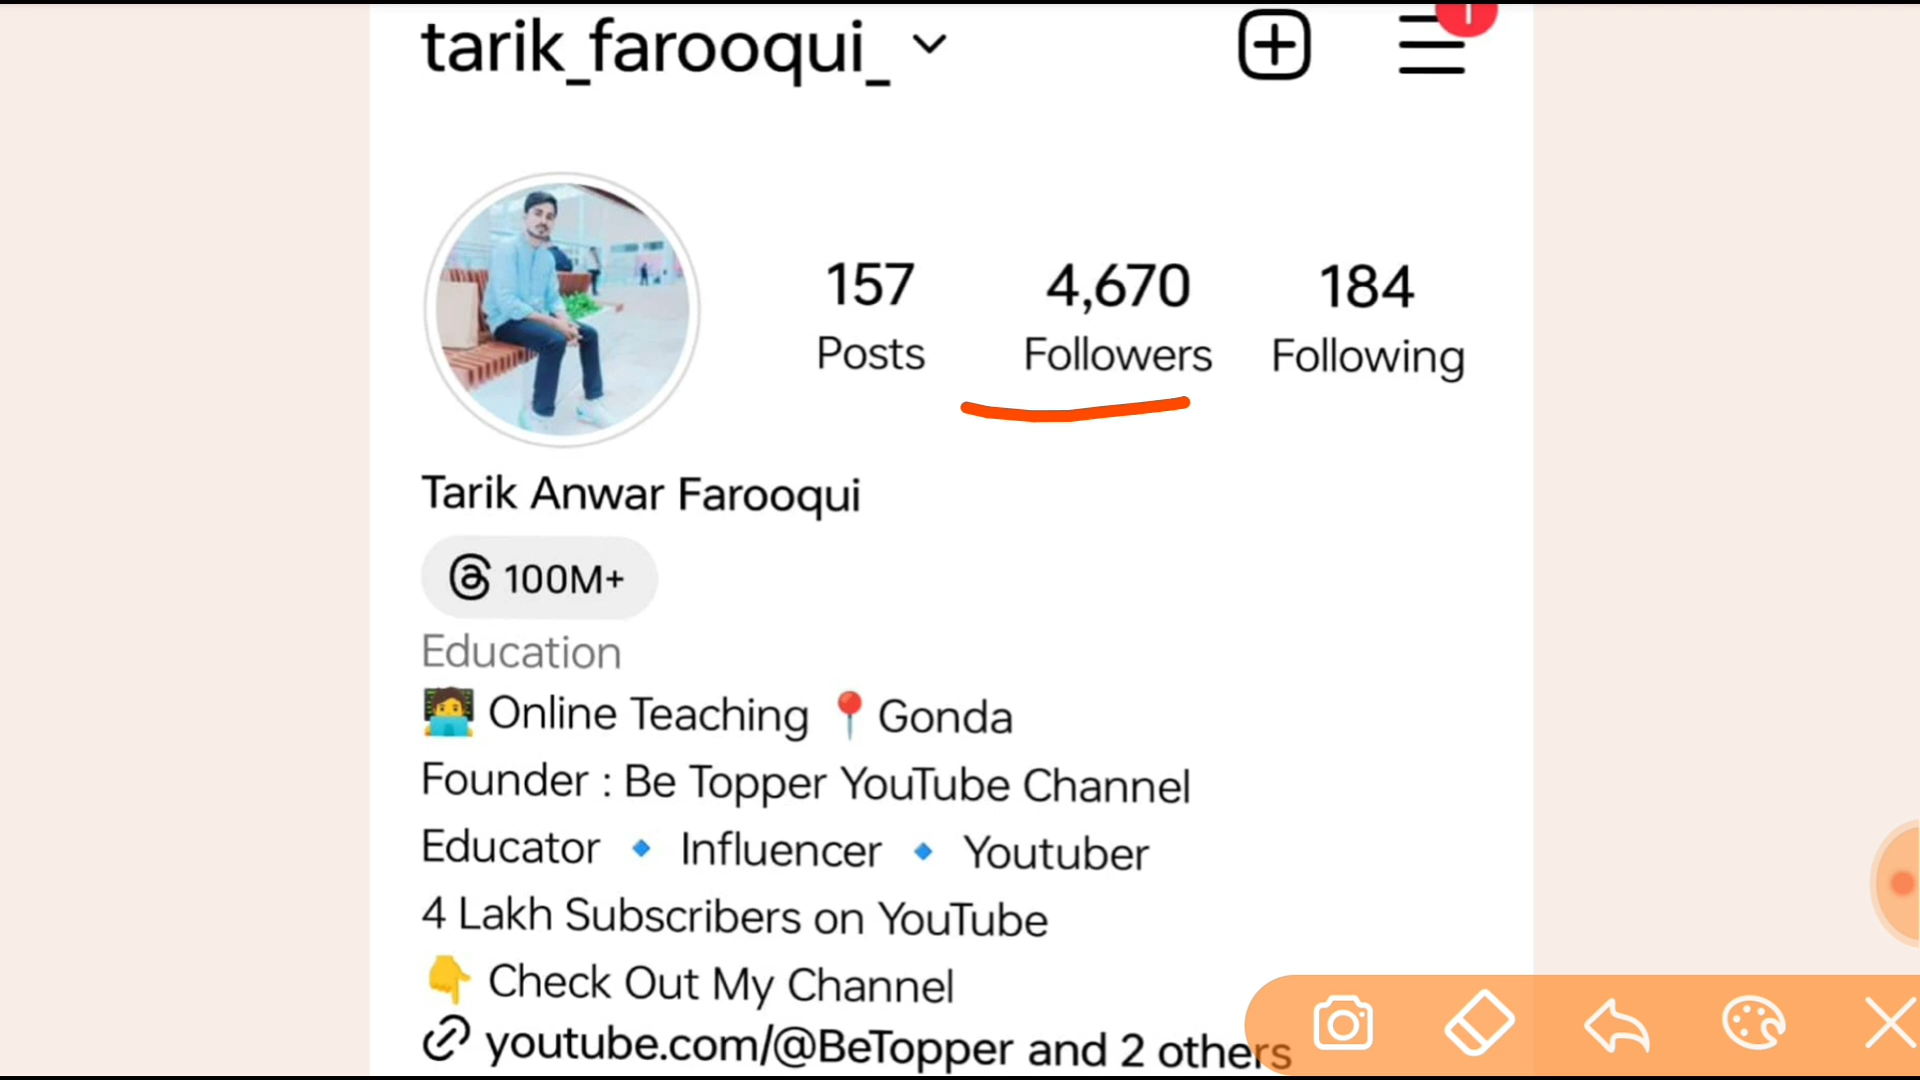 tarik_farooqui_
157 4,670 184
Posts Followers Following
Tarik Anwar Farooqui
100M+
Education
Online Teaching 📍Gonda
Founder : Be Topper YouTube Channel
Educator 🔹 Influencer 🔹 Youtuber
4 Lakh Subscribers on YouTube
👇 Check Out My Channel
youtube.com/@BeTopper and 2 others